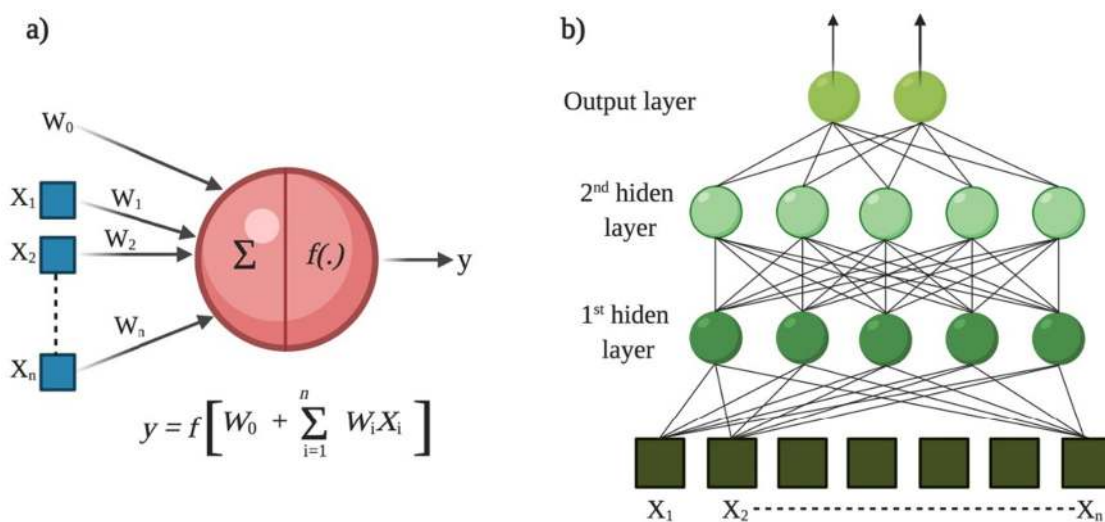 a)
W₀
X₁
W₁
X₂
W₂
Xₙ
Wₙ
Σ
f(.)
y
y = f [ W₀ + Σ WᵢXᵢ ]
n
i=1
b)
Output layer
2ⁿᵈ hiden
layer
1ˢᵗ hiden
layer
X₁ X₂ Xₙ